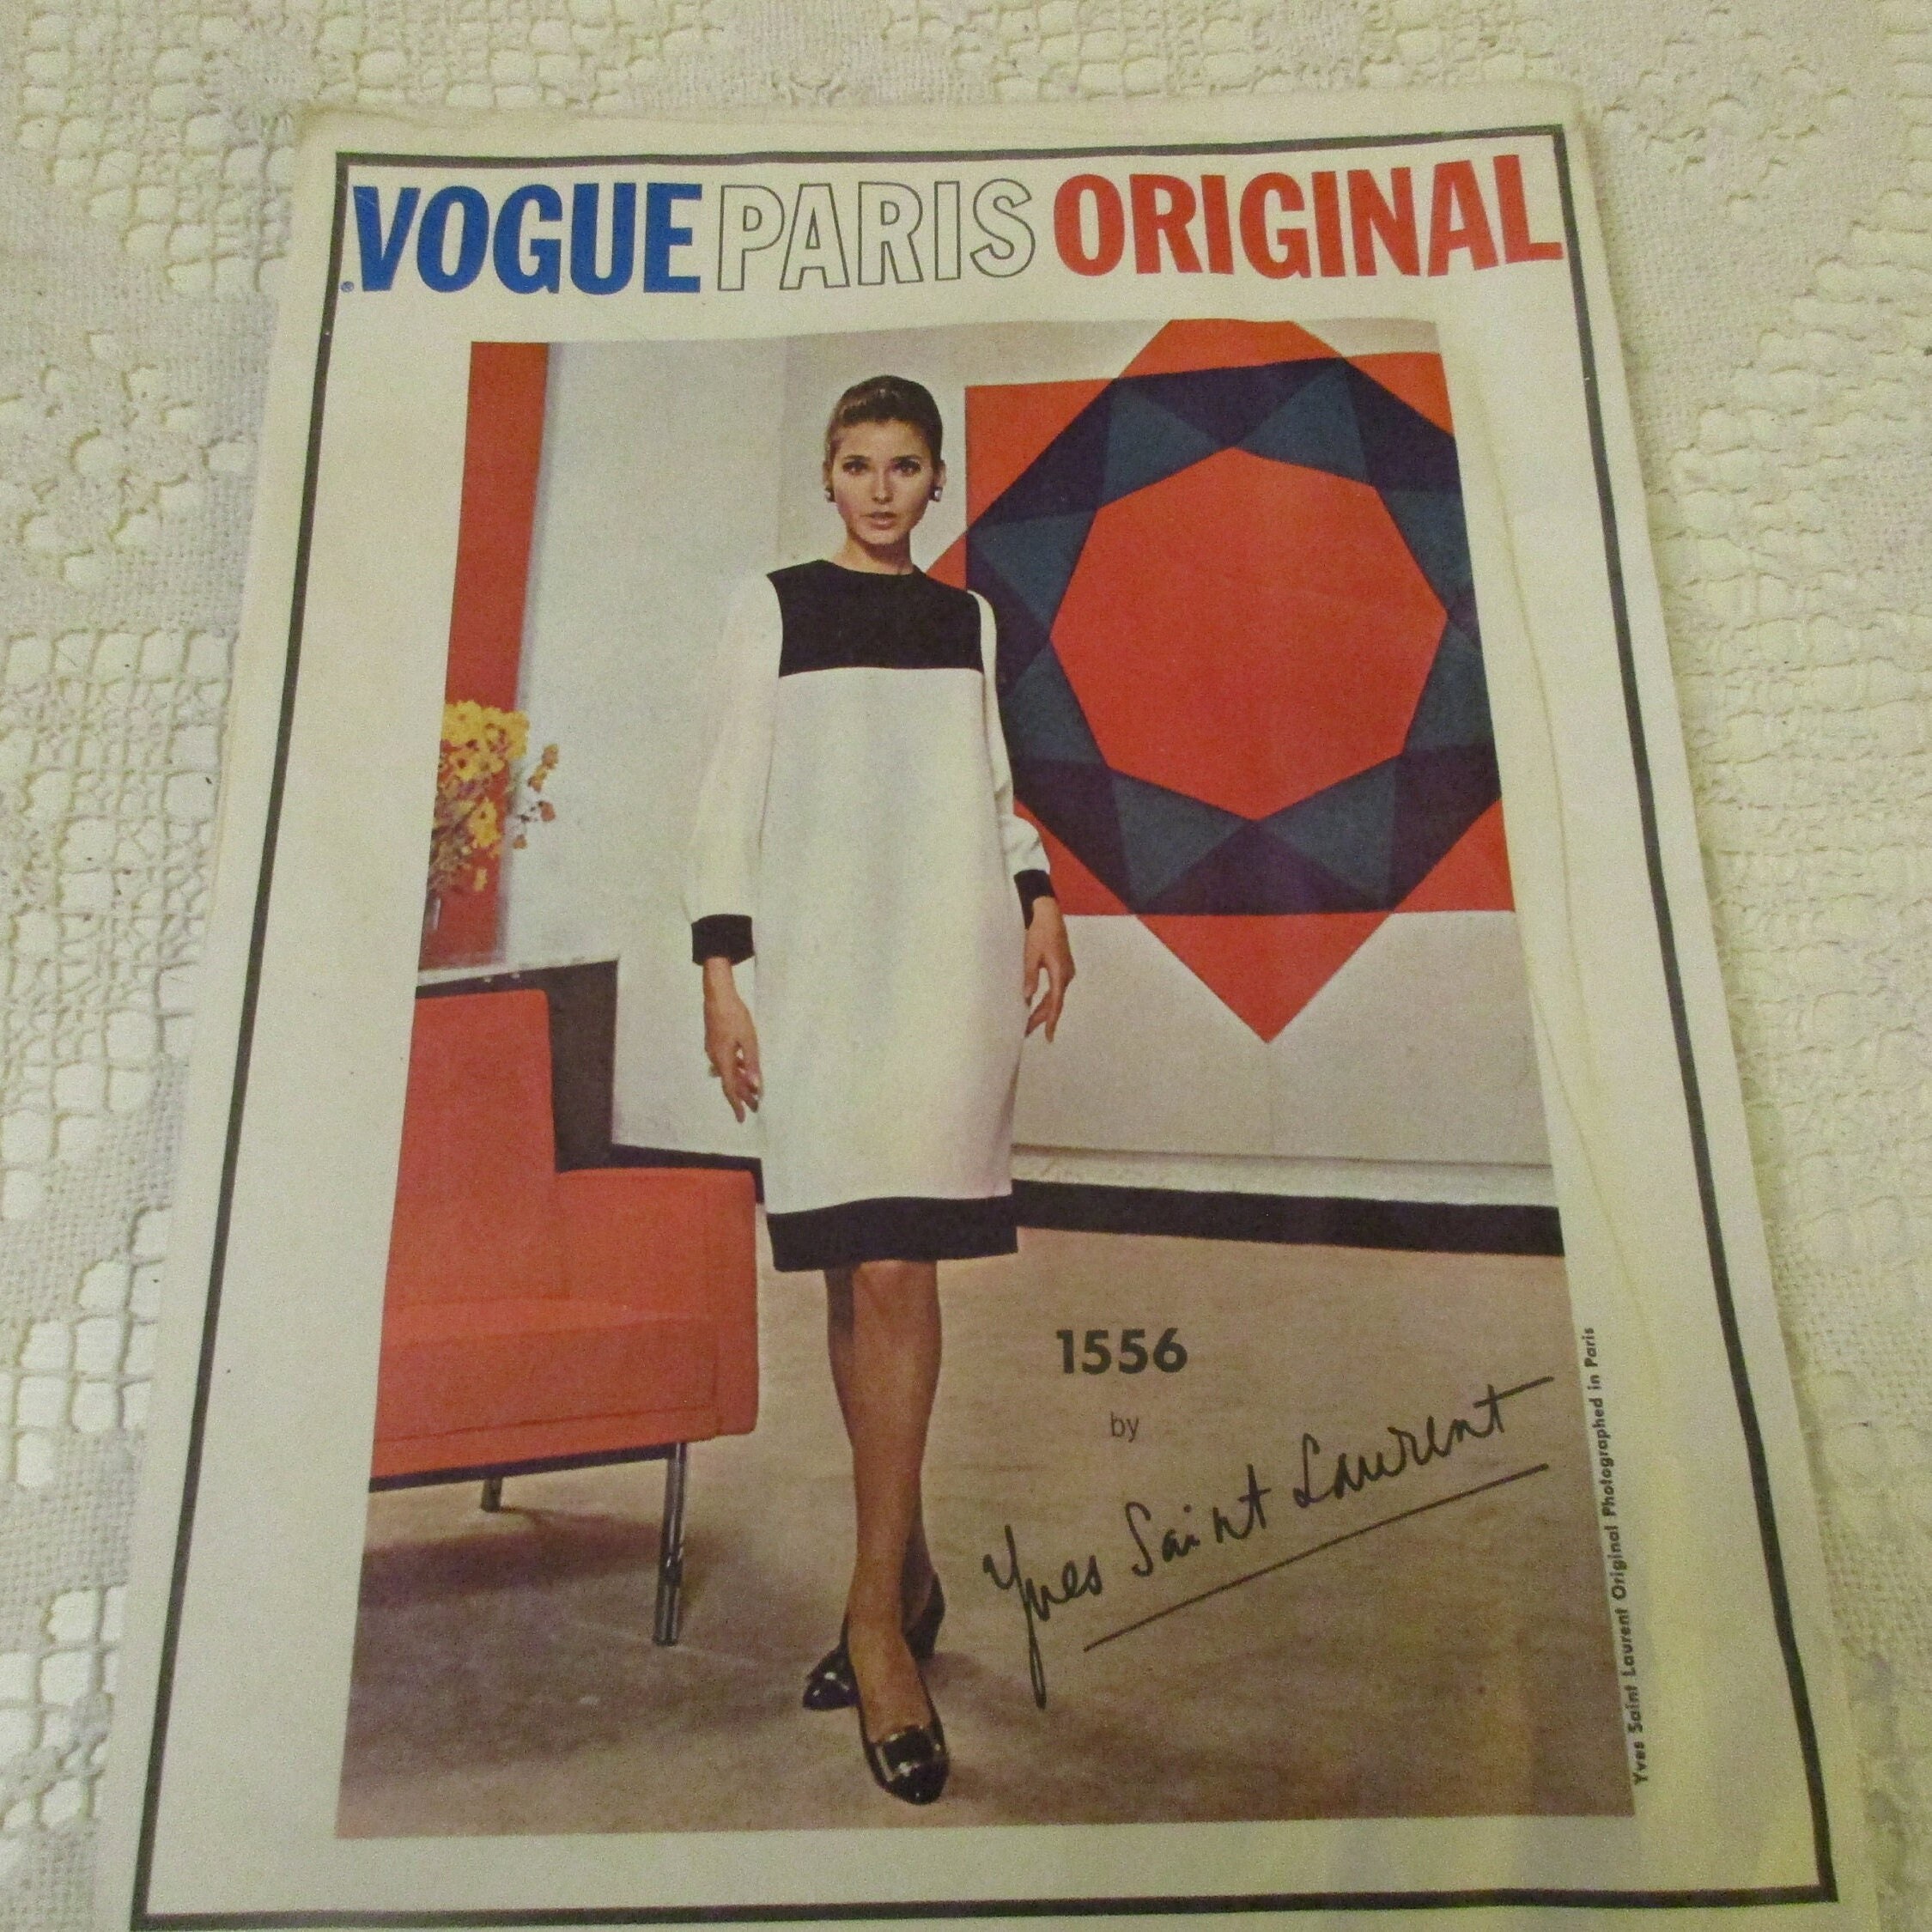 ® VOGUE PARIS ORIGINAL
1556
by
Yves Saint Laurent
Yves Saint Laurent Original Photographed in Paris